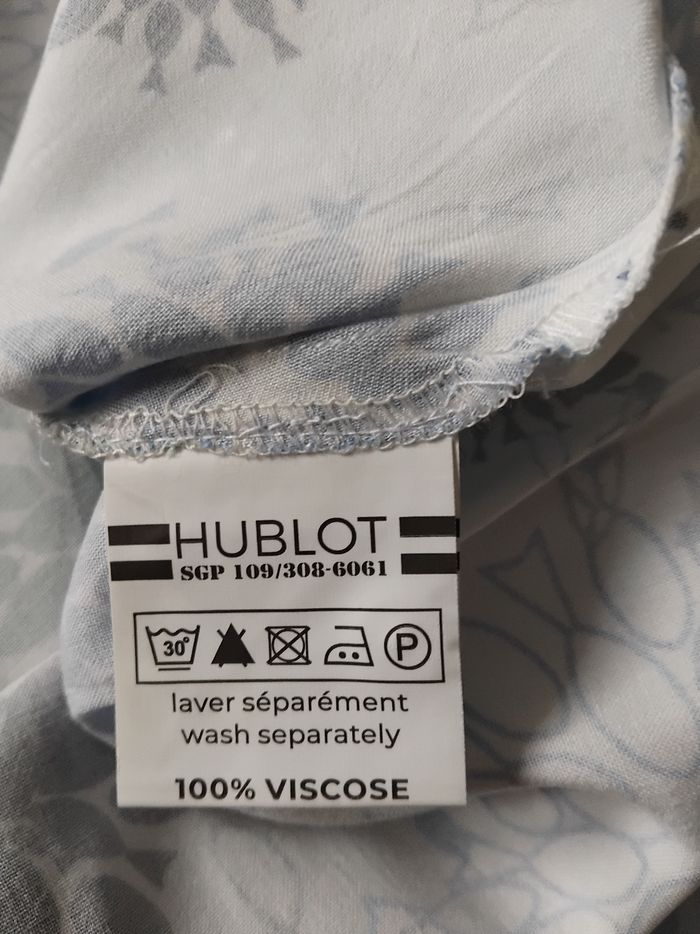 HUBLOT
SGP 109/308-6061
30° P
laver séparément
wash separately
100% VISCOSE